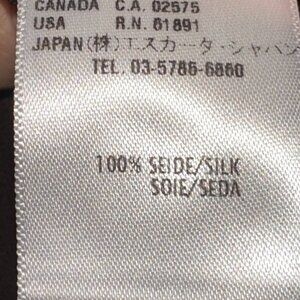 CANADA C.A. 02575
USA R.N. 61891
JAPAN(株)エスカーダ・ジャパン
TEL. 03-5786-6860
100% SEIDE/SILK
SOIE/SEDA